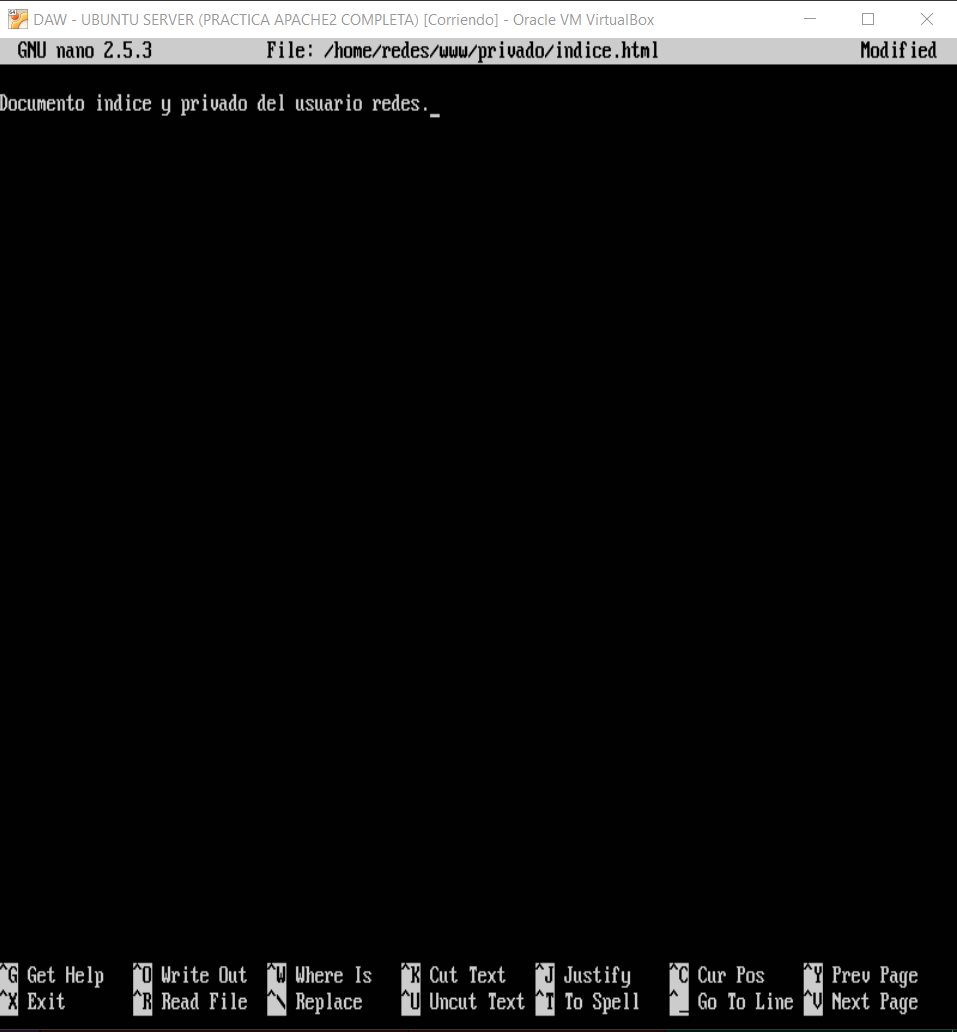 DAW - UBUNTU SERVER (PRACTICA APACHE2 COMPLETA) [Corriendo] - Oracle VM VirtualBox
GNU nano 2.5.3 File: /home/redes/www/privado/indice.html Modified
Documento indice y privado del usuario redes._
^G Get Help ^O Write Out ^W Where Is ^K Cut Text ^J Justify ^C Cur Pos ^Y Prev Page
^X Exit ^R Read File ^\ Replace ^U Uncut Text ^T To Spell ^_ Go To Line ^V Next Page